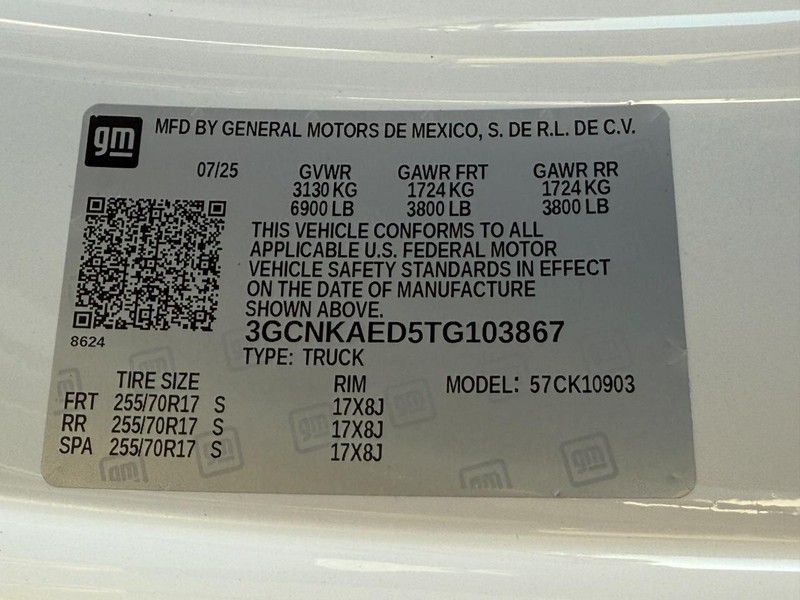 gm MFD BY GENERAL MOTORS DE MEXICO, S. DE R.L. DE C.V.
07/25 GVWR GAWR FRT GAWR RR
3130 KG 1724 KG 1724 KG
6900 LB 3800 LB 3800 LB
THIS VEHICLE CONFORMS TO ALL
APPLICABLE U.S. FEDERAL MOTOR
VEHICLE SAFETY STANDARDS IN EFFECT
ON THE DATE OF MANUFACTURE
SHOWN ABOVE.
8624
3GCNKAED5TG103867
TYPE: TRUCK
TIRE SIZE RIM MODEL: 57CK10903
FRT 255/70R17 S 17X8J
RR 255/70R17 S 17X8J
SPA 255/70R17 S 17X8J